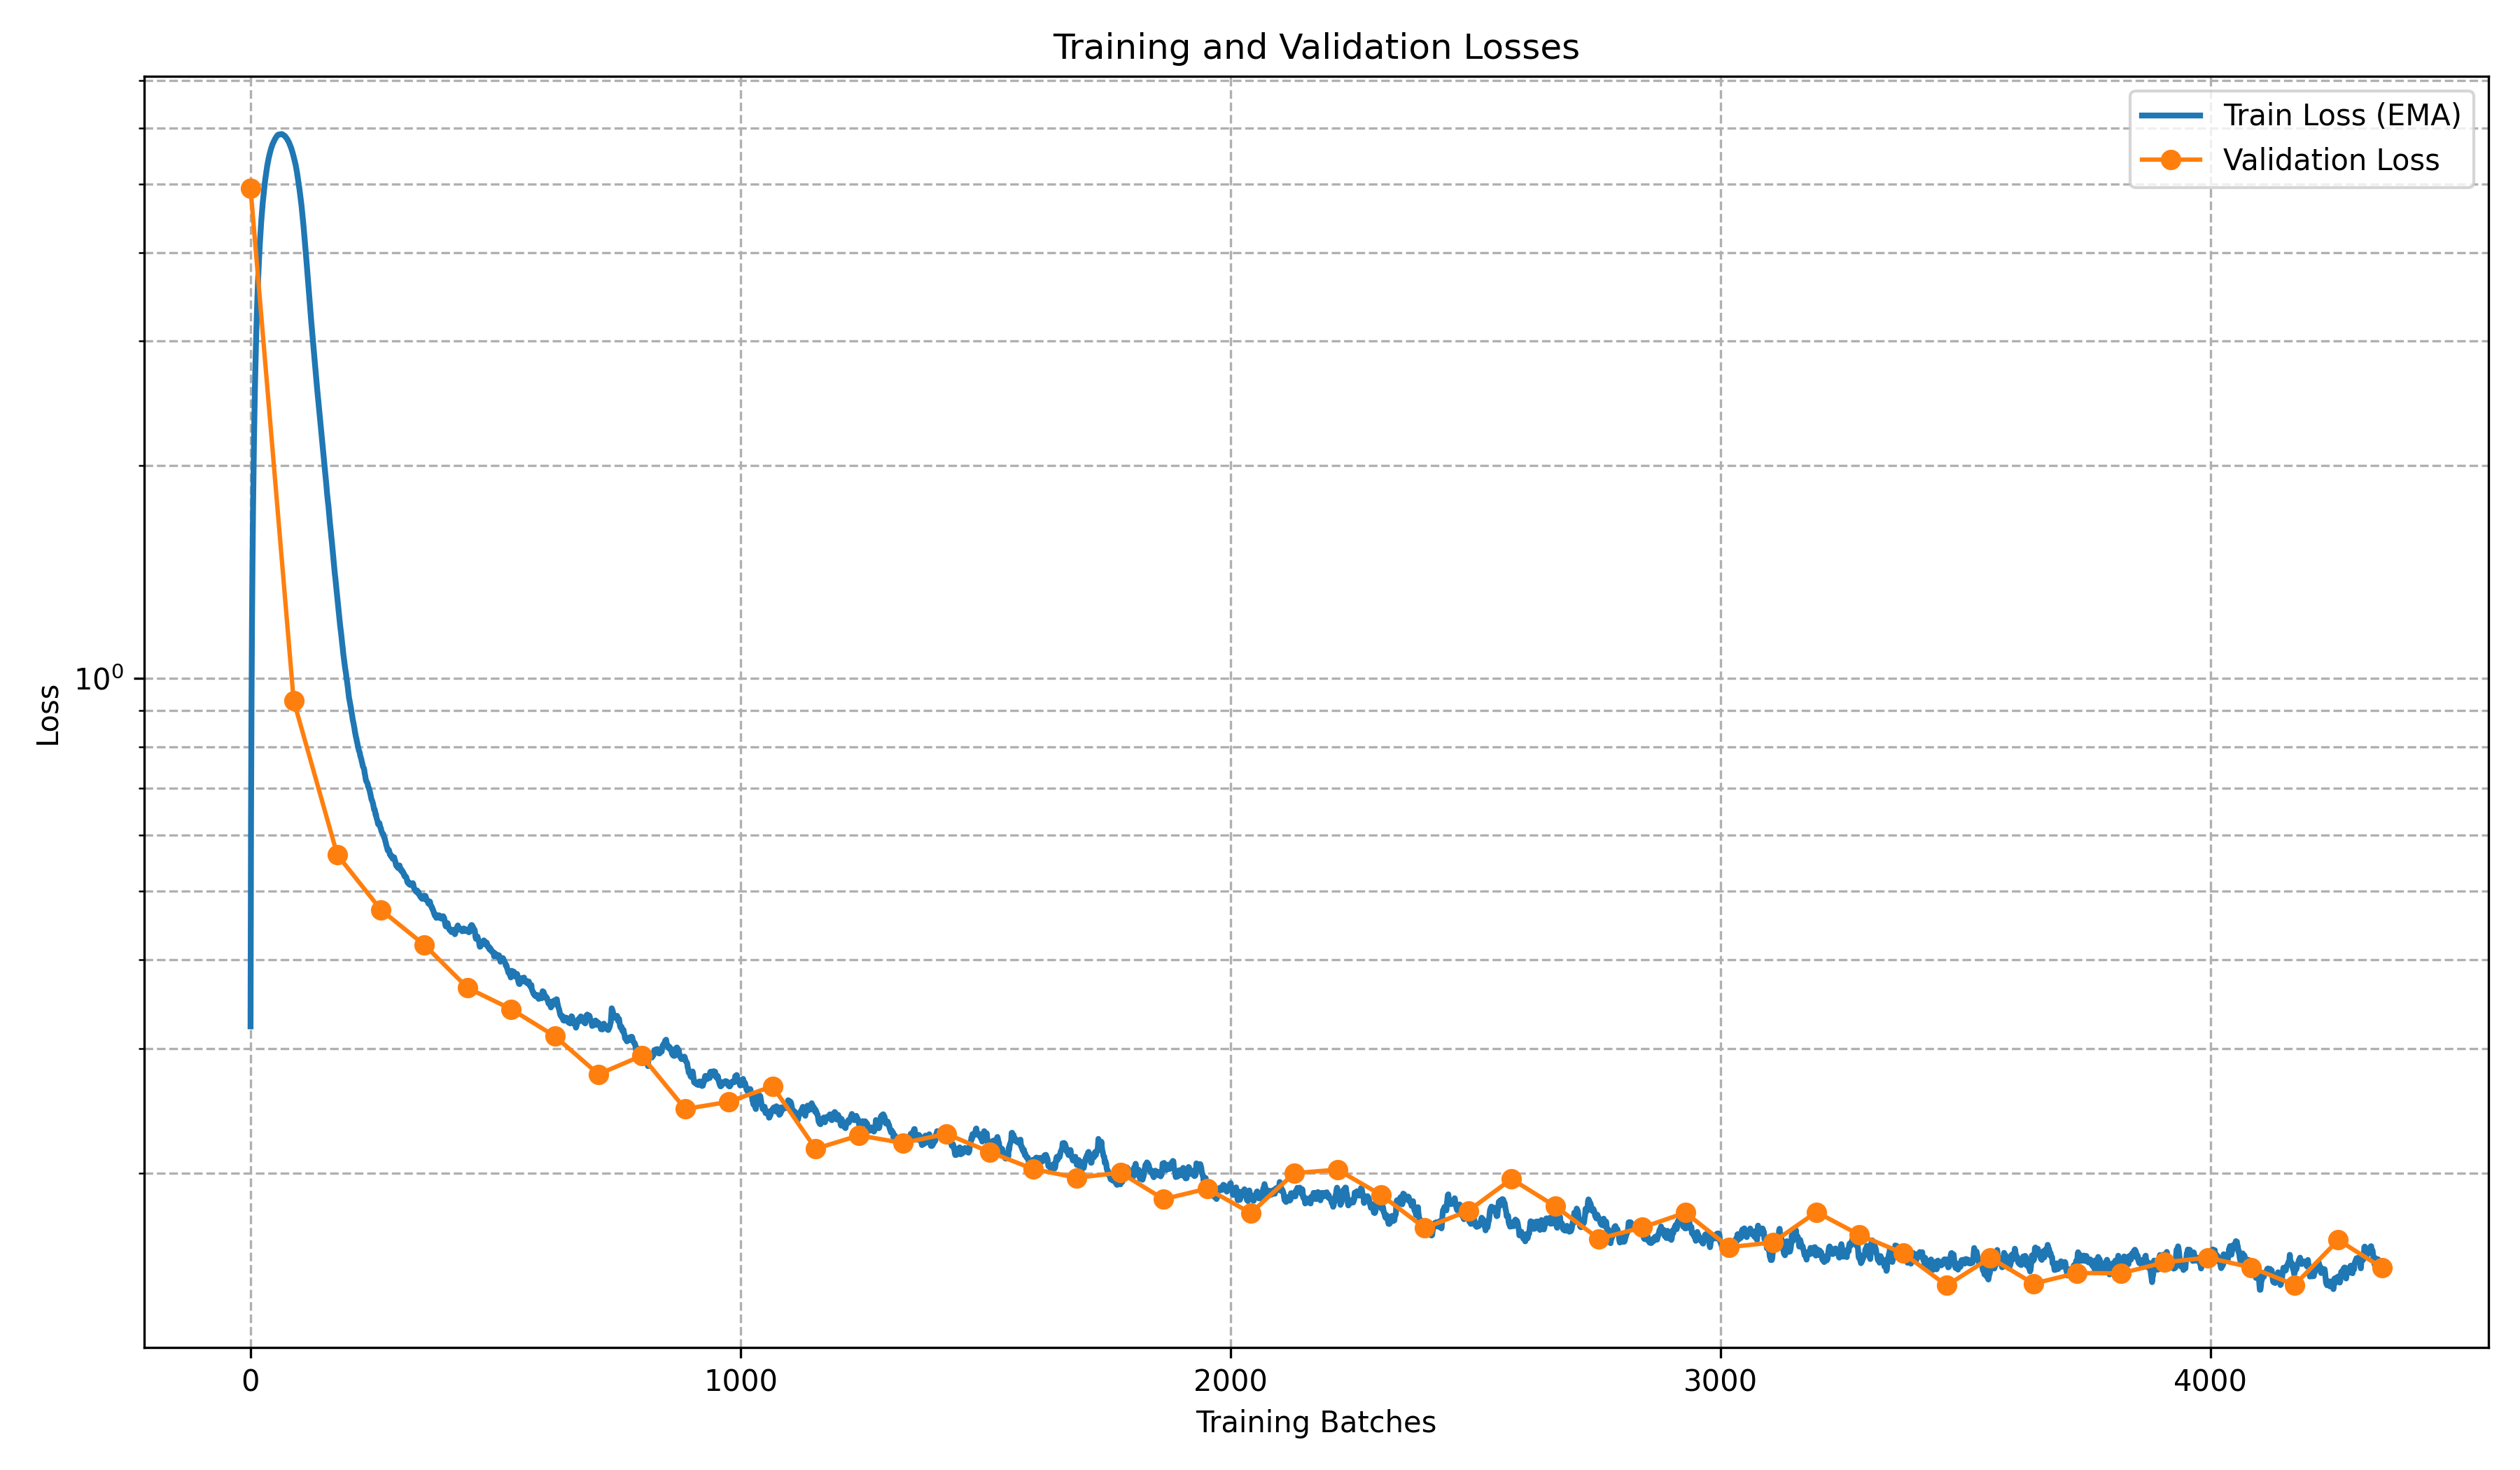 Training and Validation Losses
Train Loss (EMA)
Validation Loss
Loss
10⁰
0 1000 2000 3000 4000
Training Batches